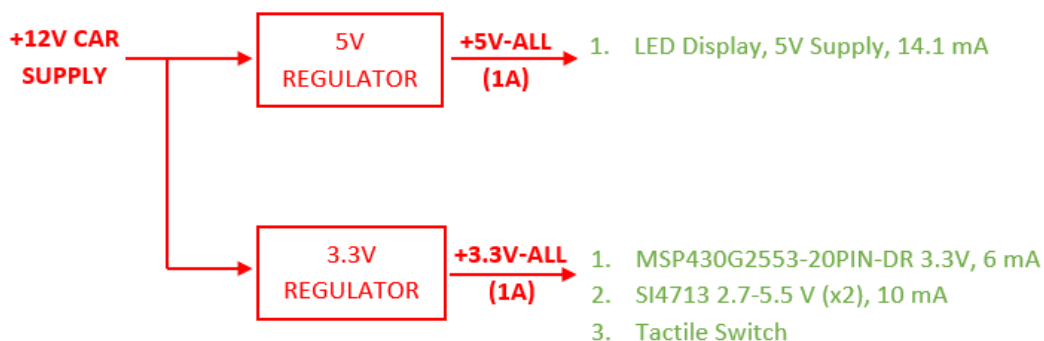 +12V CAR
SUPPLY
5V
REGULATOR
+5V-ALL
(1A)
1. LED Display, 5V Supply, 14.1 mA
3.3V
REGULATOR
+3.3V-ALL
(1A)
1. MSP430G2553-20PIN-DR 3.3V, 6 mA
2. SI4713 2.7-5.5 V (x2), 10 mA
3. Tactile Switch